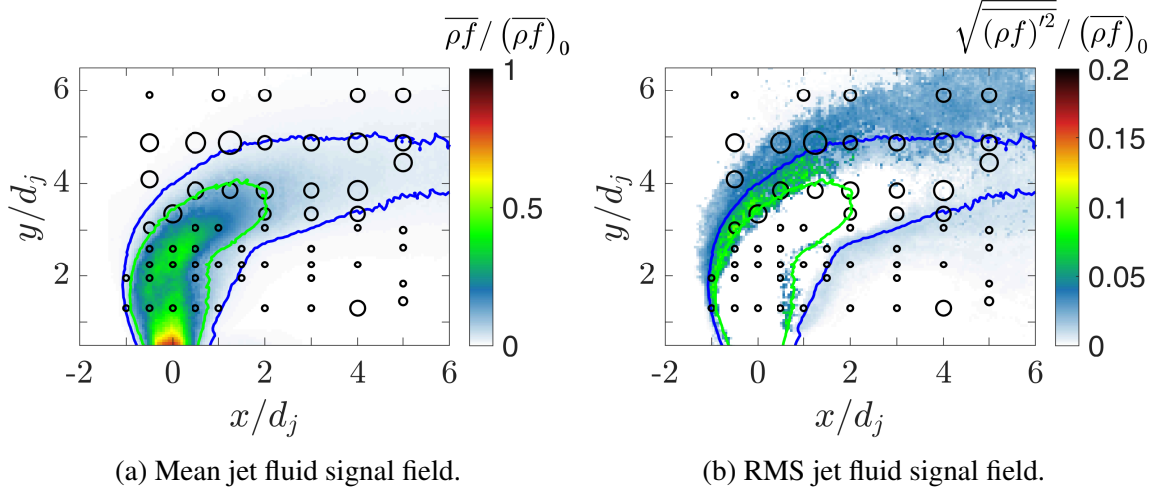 $\overline{\rho f} / \left(\overline{\rho f}\right)_0$
1
0.5
0
6
4
2
-2 0 2 4 6
$y/d_j$
$x/d_j$
(a) Mean jet fluid signal field.
$\sqrt{\overline{(\rho f)'^2}} / \left(\overline{\rho f}\right)_0$
0.2
0.15
0.1
0.05
0
6
4
2
-2 0 2 4 6
$y/d_j$
$x/d_j$
(b) RMS jet fluid signal field.